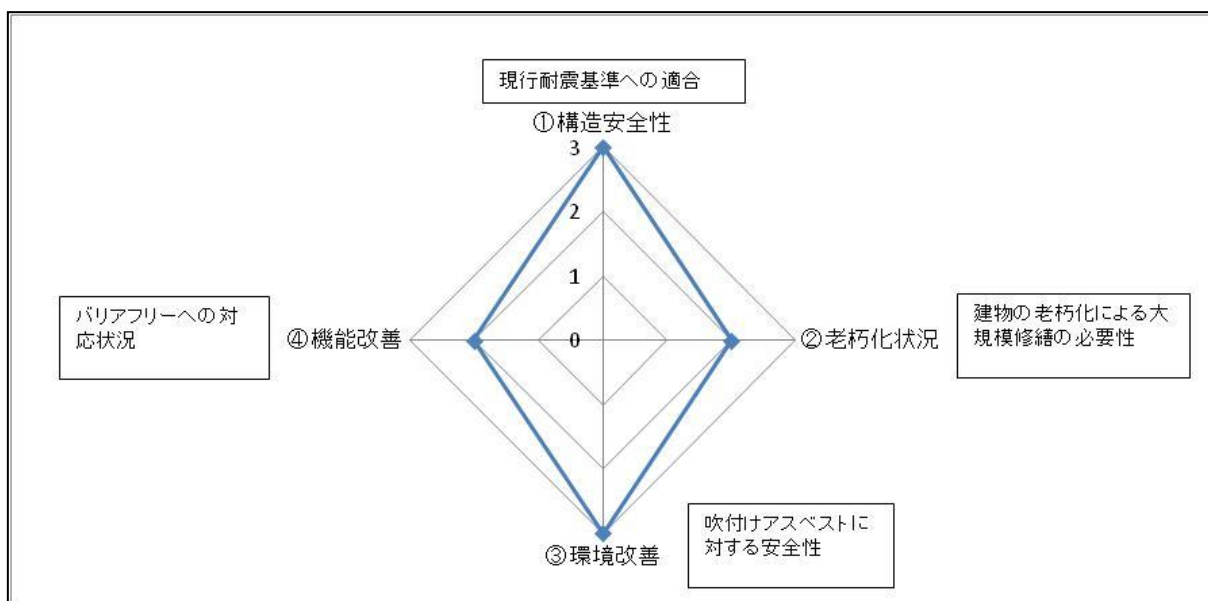 現行耐震基準への適合
①構造安全性
3
2
1
0
バリアフリーへの対
応状況
④機能改善
②老朽化状況
建物の老朽化による大
規模修繕の必要性
③環境改善
吹付けアスベストに
対する安全性